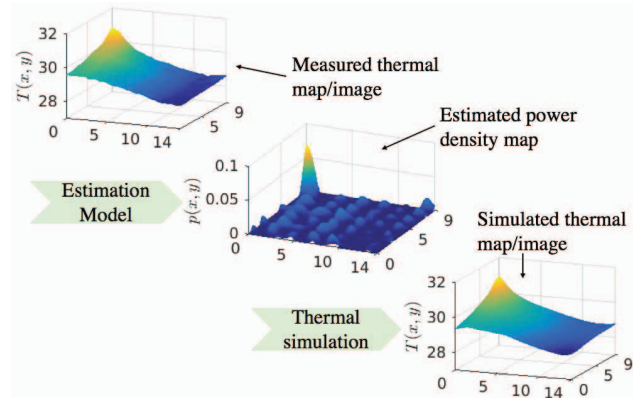 32
30
28
T(x, y)
0
5
10
14
5
9
Measured thermal
map/image
Estimated power
density map
Estimation
Model
0.1
0.05
0
p(x, y)
0
5
10
14
0
5
9
Simulated thermal
map/image
Thermal
simulation
32
30
28
T(x, y)
0
5
10
14
0
5
9